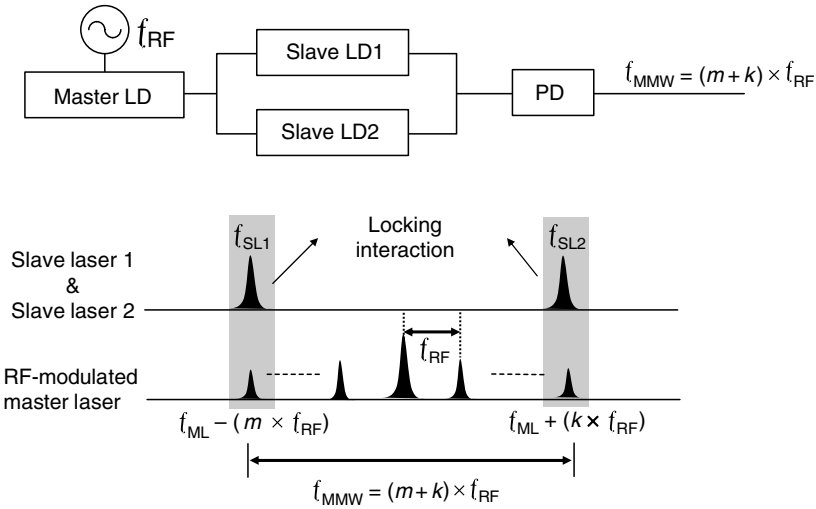 f_RF
Slave LD1
Master LD
PD
f_MMW = (m + k) × f_RF
Slave LD2
f_SL1
Locking
interaction
f_SL2
Slave laser 1
&
Slave laser 2
f_RF
RF-modulated
master laser
f_ML − (m × f_RF)
f_ML + (k × f_RF)
f_MMW = (m + k) × f_RF